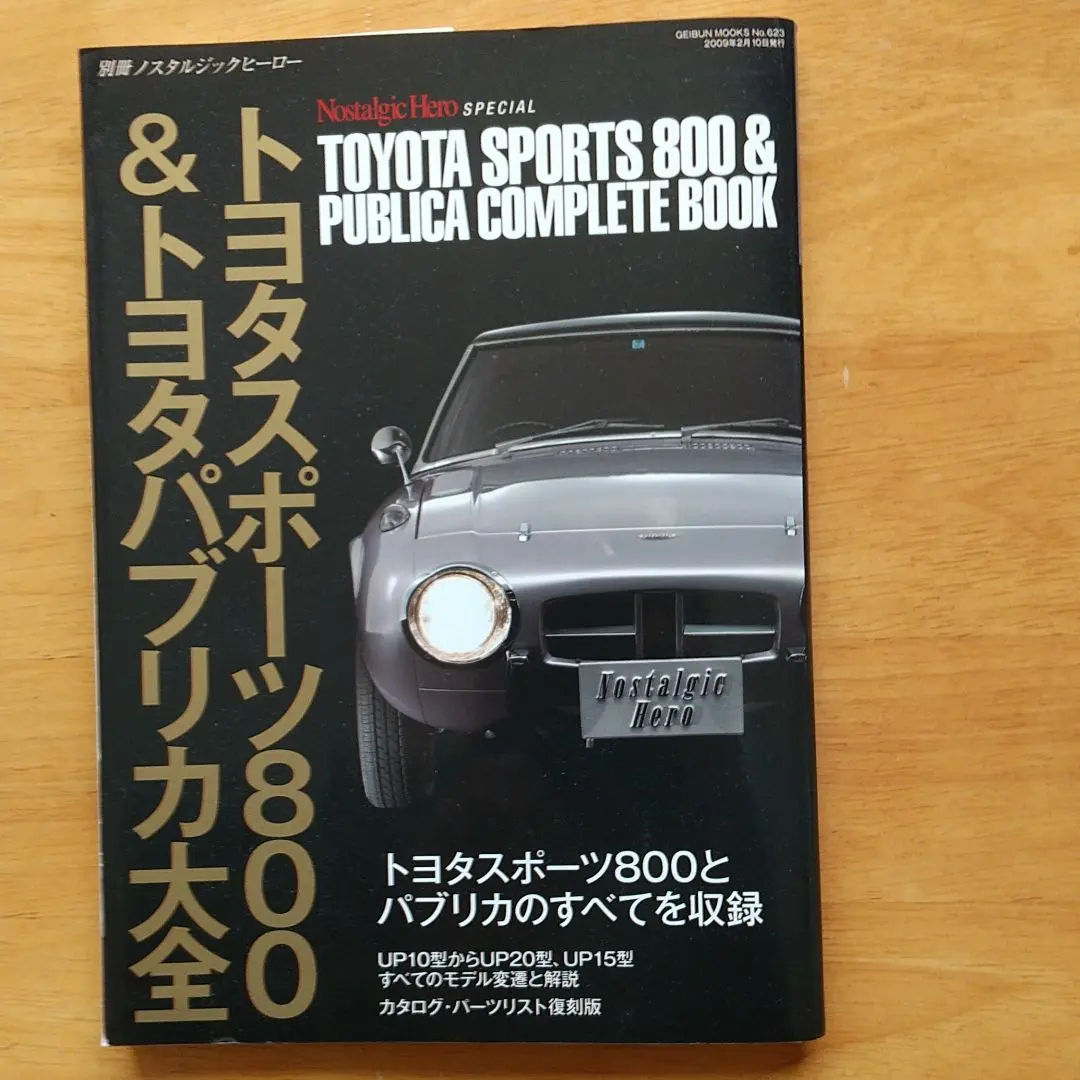 GEIBUN MOOKS No.623
2009年2月10日発行
別冊ノスタルジックヒーロー
Nostalgic Hero SPECIAL
TOYOTA SPORTS 800 &
PUBLICA COMPLETE BOOK
トヨタスポーツ800
&トヨタパブリカ大全
Nostalgic
Hero
トヨタスポーツ800と
パブリカのすべてを収録
UP10型からUP20型、UP15型
すべてのモデル変遷と解説
カタログ・パーツリスト復刻版